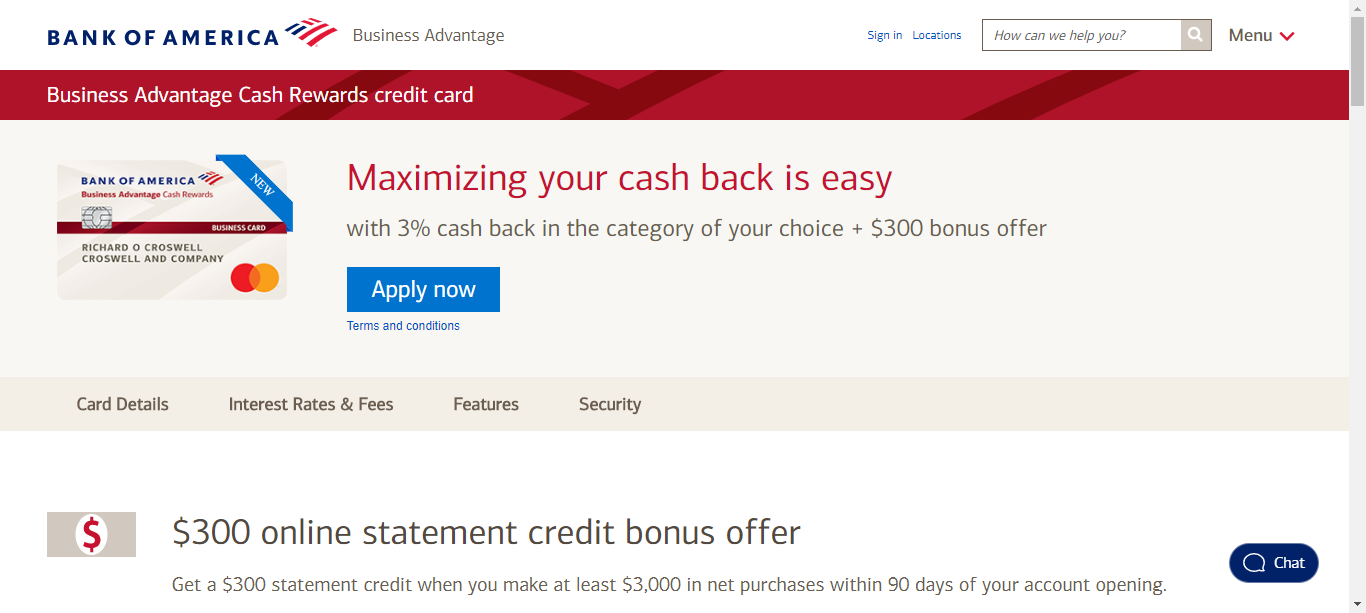 BANK OF AMERICA Business Advantage Sign in Locations How can we help you? Menu
Business Advantage Cash Rewards credit card
BANK OF AMERICA
Business Advantage Cash Rewards
NEW
BUSINESS CARD
RICHARD O CROSWELL
CROSWELL AND COMPANY
Maximizing your cash back is easy
with 3% cash back in the category of your choice + $300 bonus offer
Apply now
Terms and conditions
Card Details Interest Rates & Fees Features Security
$
$300 online statement credit bonus offer
Get a $300 statement credit when you make at least $3,000 in net purchases within 90 days of your account opening.
Chat